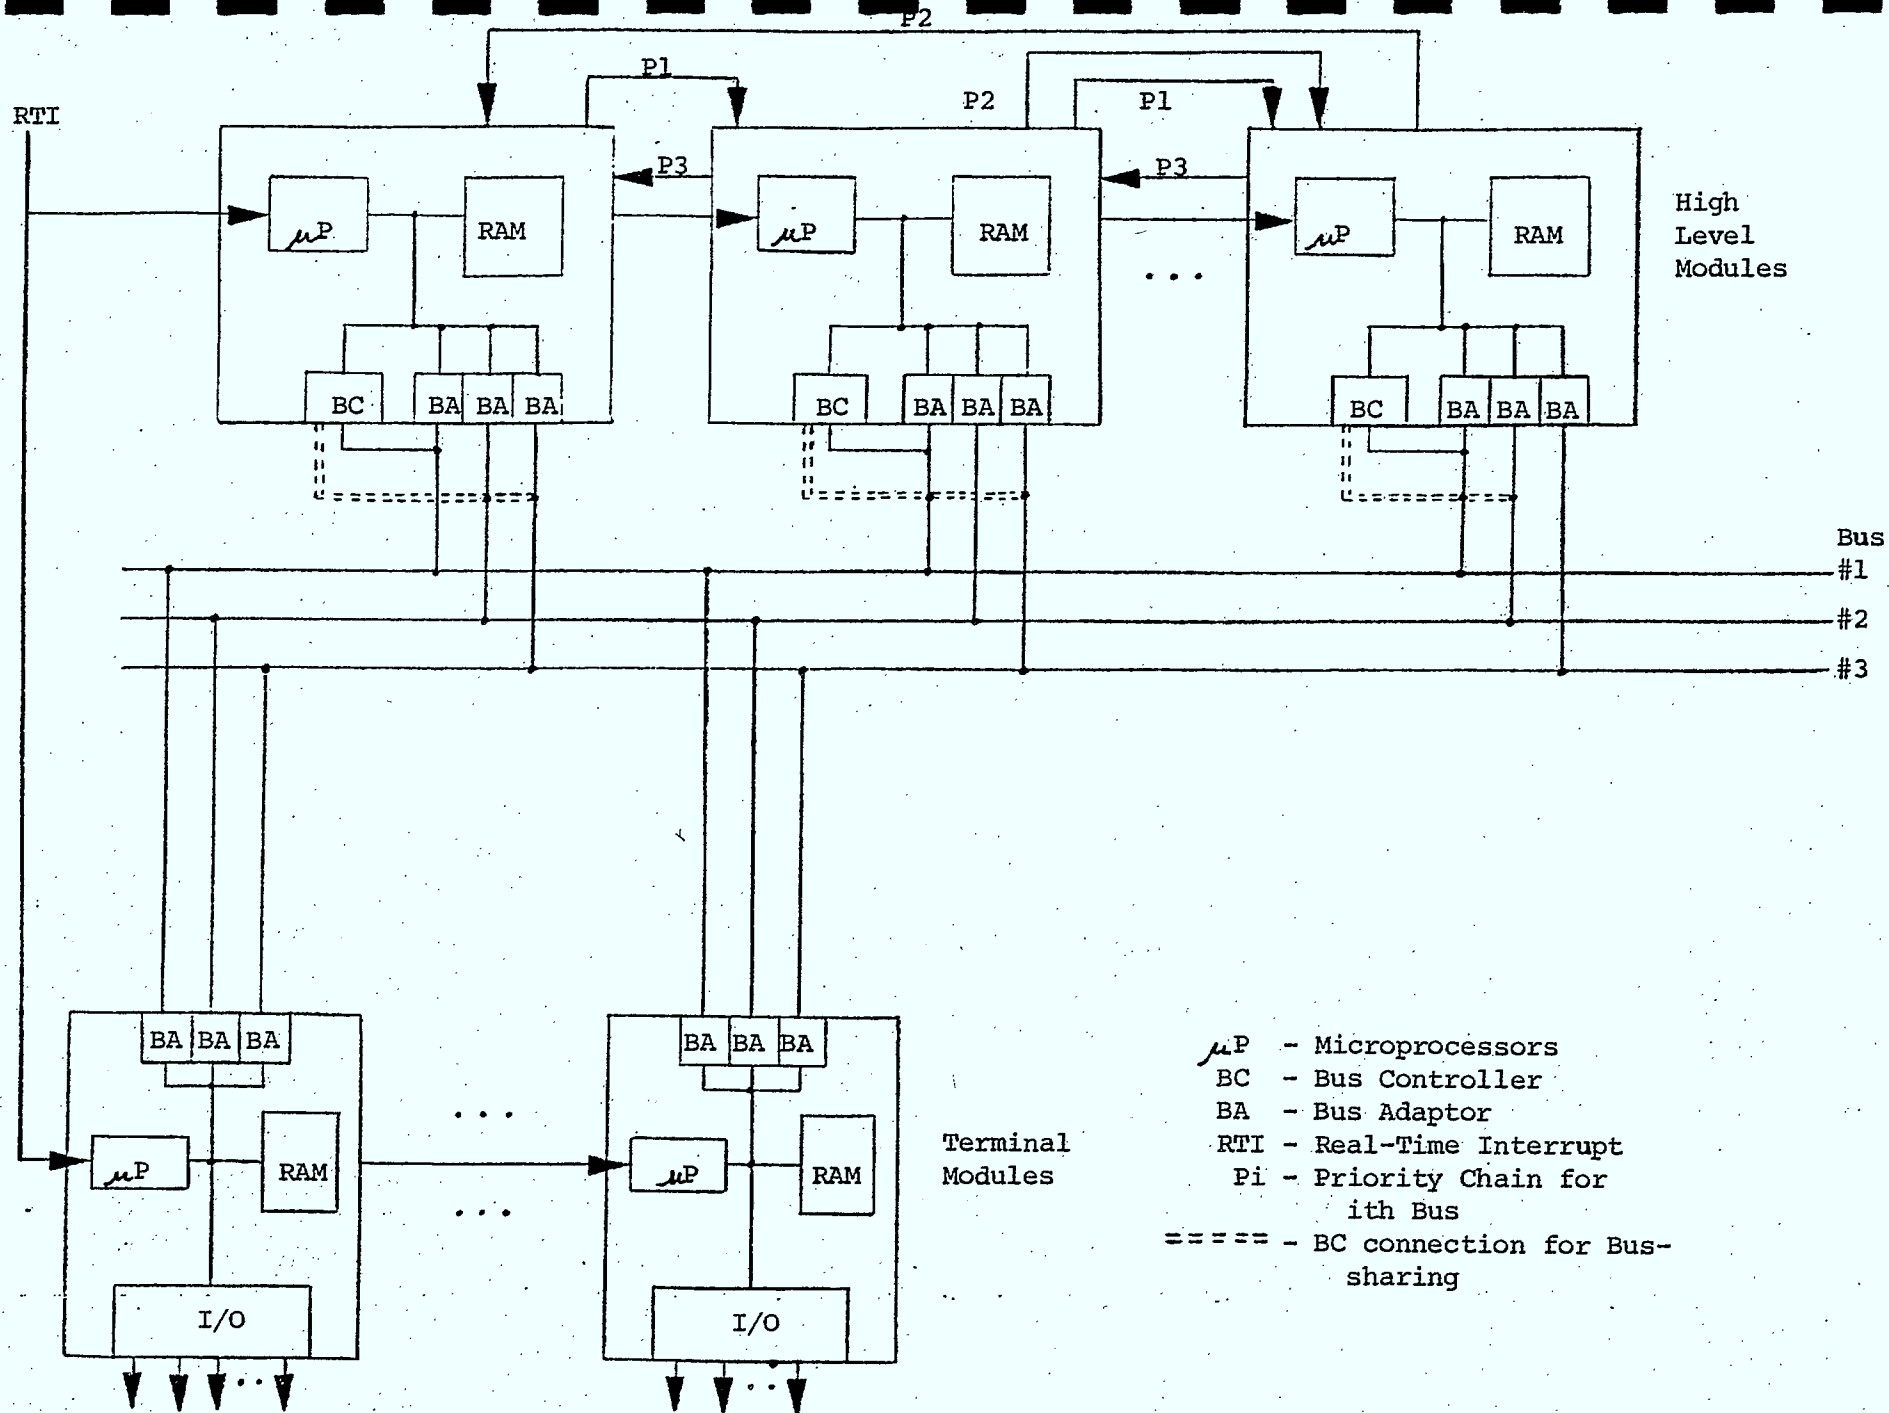 P2
P1
P2
P1
RTI
P3
P3
μP
RAM
μP
RAM
μP
RAM
High
Level
Modules
. . .
BC
BA
BA
BA
BC
BA
BA
BA
BC
BA
BA
BA
Bus
#1
#2
#3
BA
BA
BA
BA
BA
BA
μP
RAM
. . .
. . .
μP
RAM
Terminal
Modules
I/O
I/O
. .
. .
μP - Microprocessors
BC - Bus Controller
BA - Bus Adaptor
RTI - Real-Time Interrupt
Pi - Priority Chain for
ith Bus
===== - BC connection for Bus-
sharing